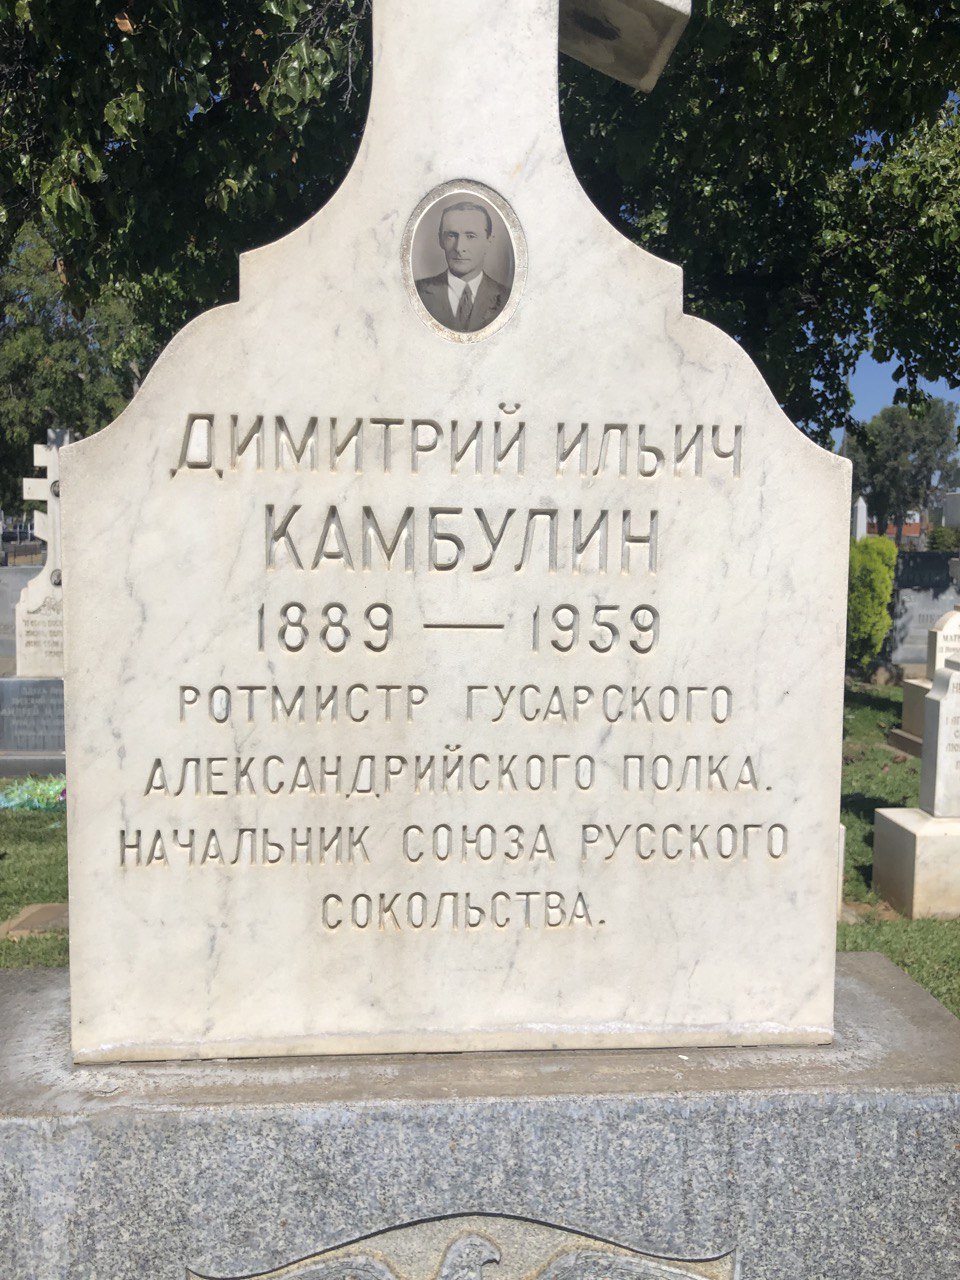 ДИМИТРИЙ ИЛЬИЧ
КАМБУЛИН
1889 — 1959
РОТМИСТР ГУСАРСКОГО
АЛЕКСАНДРИЙСКОГО ПОЛКА.
НАЧАЛЬНИК СОЮЗА РУССКОГО
СОКОЛЬСТВА.